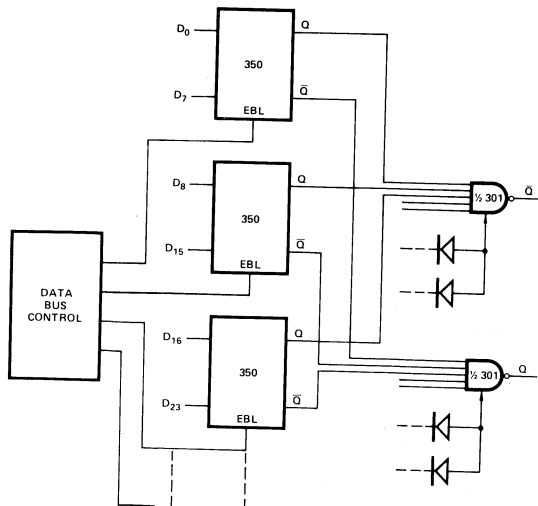 D0
Q
350
D7
Q̅
EBL
D8
Q
½ 301
Q̅
350
D15
Q̅
EBL
DATA
BUS
CONTROL
D16
Q
350
½ 301
Q
D23
Q̅
EBL